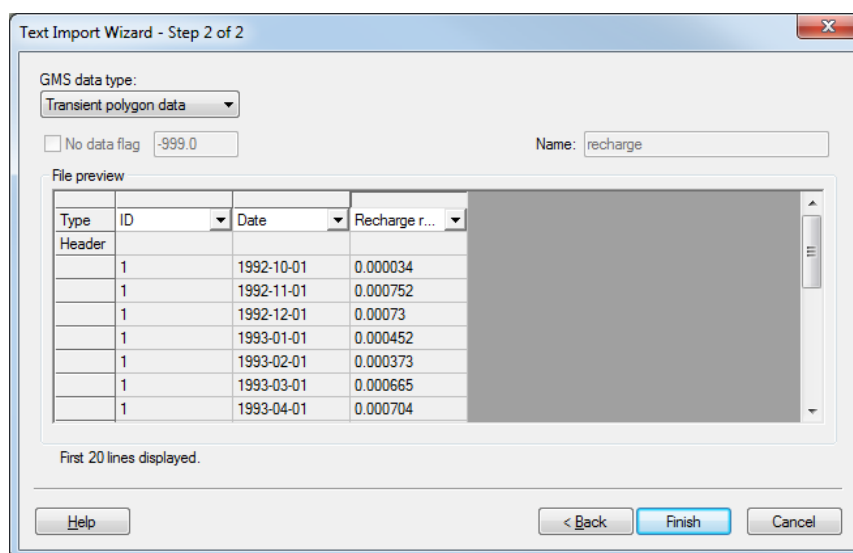 Text Import Wizard - Step 2 of 2
GMS data type:
Transient polygon data
No data flag -999.0 Name: recharge
File preview
Type ID Date Recharge r...
Header
1 1992-10-01 0.000034
1 1992-11-01 0.000752
1 1992-12-01 0.00073
1 1993-01-01 0.000452
1 1993-02-01 0.000373
1 1993-03-01 0.000665
1 1993-04-01 0.000704
First 20 lines displayed.
Help < Back Finish Cancel